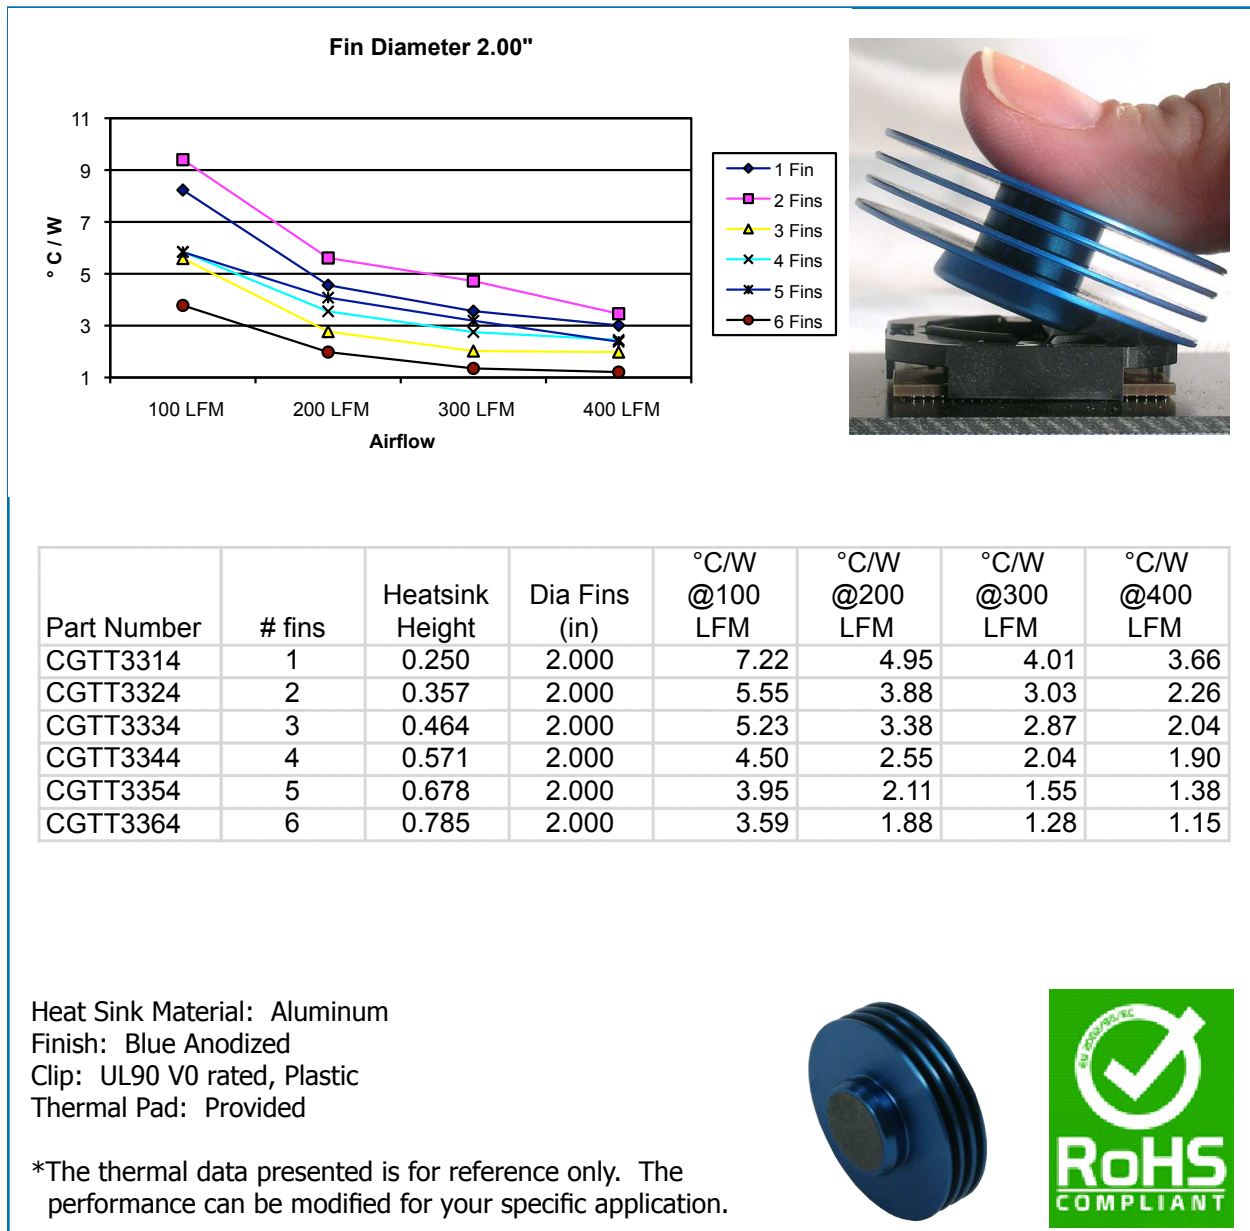 Fin Diameter 2.00"
11
9
7
5
3
1
° C / W
100 LFM 200 LFM 300 LFM 400 LFM
Airflow
1 Fin
2 Fins
3 Fins
4 Fins
5 Fins
6 Fins
Part Number # fins Heatsink Height Dia Fins (in) °C/W @100 LFM °C/W @200 LFM °C/W @300 LFM °C/W @400 LFM
CGTT3314 1 0.250 2.000 7.22 4.95 4.01 3.66
CGTT3324 2 0.357 2.000 5.55 3.88 3.03 2.26
CGTT3334 3 0.464 2.000 5.23 3.38 2.87 2.04
CGTT3344 4 0.571 2.000 4.50 2.55 2.04 1.90
CGTT3354 5 0.678 2.000 3.95 2.11 1.55 1.38
CGTT3364 6 0.785 2.000 3.59 1.88 1.28 1.15
Heat Sink Material: Aluminum
Finish: Blue Anodized
Clip: UL90 V0 rated, Plastic
Thermal Pad: Provided
*The thermal data presented is for reference only. The
performance can be modified for your specific application.
EU 2002/95/EC
RoHS
COMPLIANT